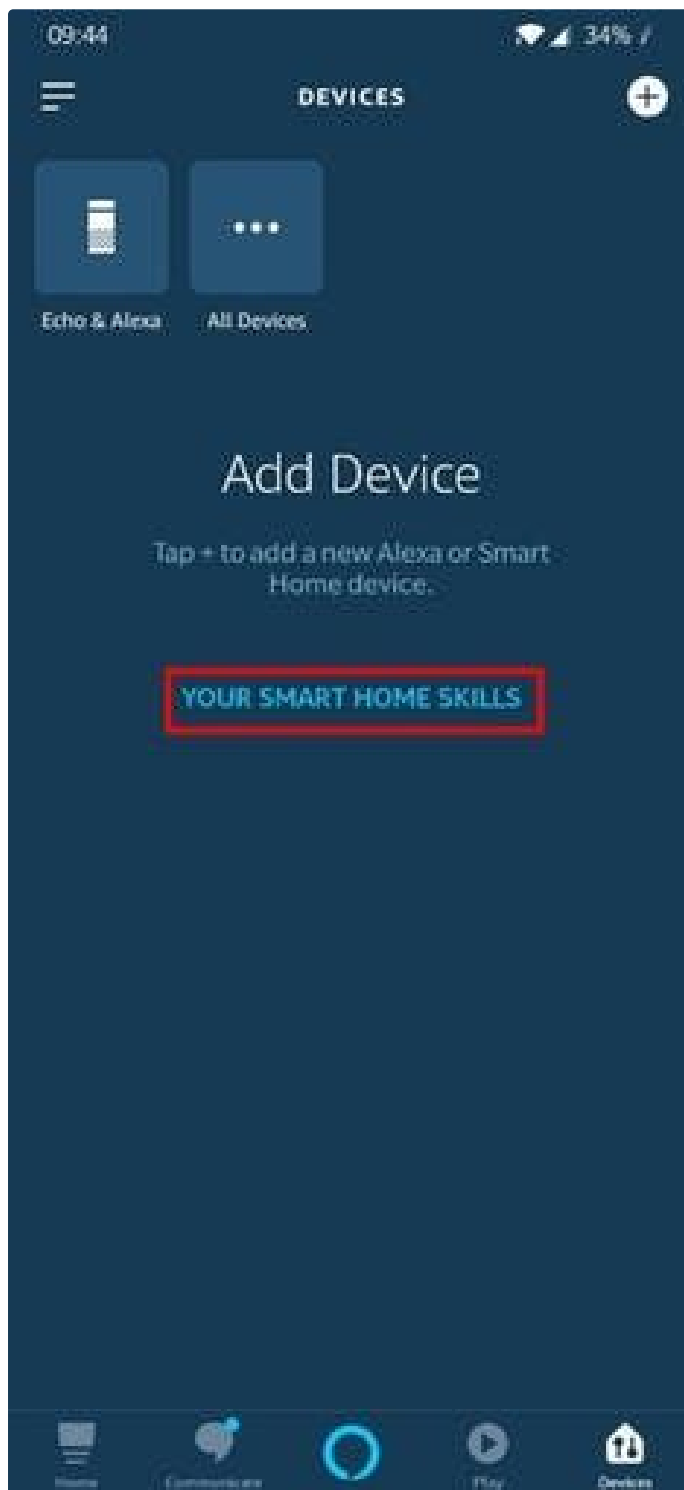 09:44
34%
DEVICES
Echo & Alexa
All Devices
Add Device
Tap + to add a new Alexa or Smart
Home device.
YOUR SMART HOME SKILLS
Home
Communicate
Play
Devices